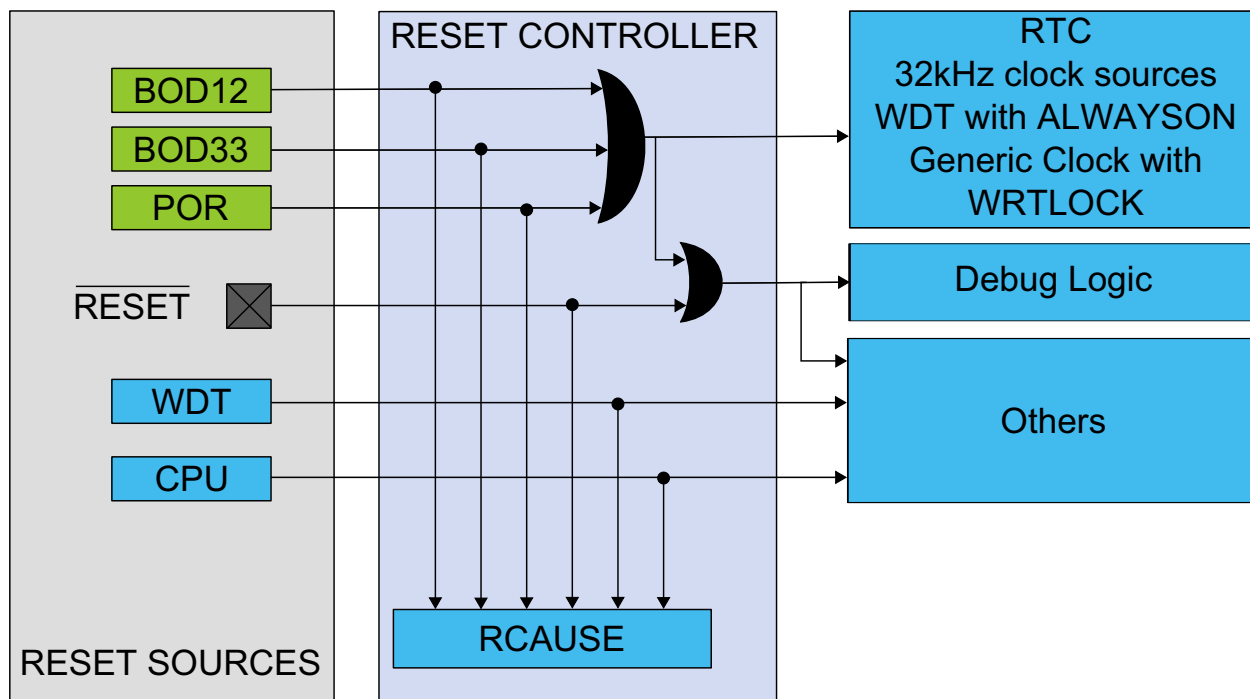 RESET SOURCES
BOD12
BOD33
POR
RESET
WDT
CPU
RESET CONTROLLER
RCAUSE
RTC
32kHz clock sources
WDT with ALWAYSON
Generic Clock with
WRTLOCK
Debug Logic
Others